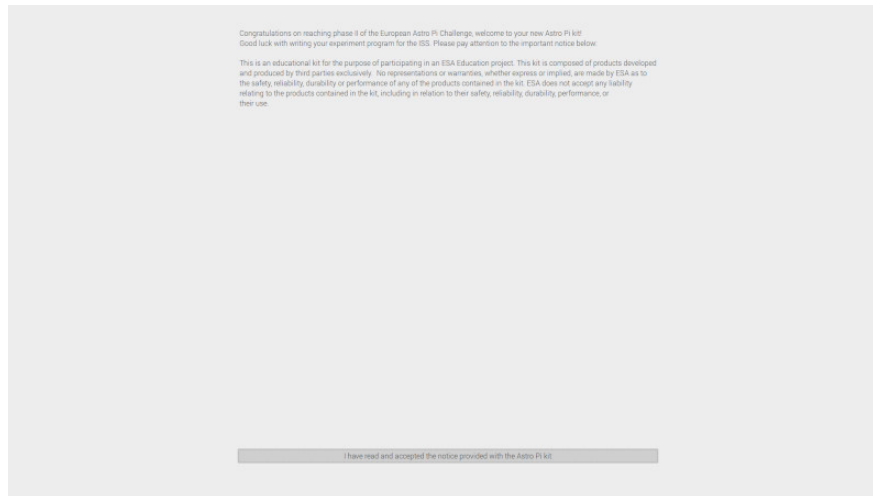 Congratulations on reaching phase II of the European Astro Pi Challenge, welcome to your new Astro Pi kit!
Good luck with writing your experiment program for the ISS. Please pay attention to the important notice below.
This is an educational kit for the purpose of participating in an ESA Education project. This kit is composed of products developed
and produced by third parties exclusively. No representations or warranties, whether express or implied, are made by ESA as to
the safety, reliability, durability or performance of any of the products contained in the kit. ESA does not accept any liability
relating to the products contained in the kit, including in relation to their safety, reliability, durability, performance, or
their use.
I have read and accepted the notice provided with the Astro Pi kit